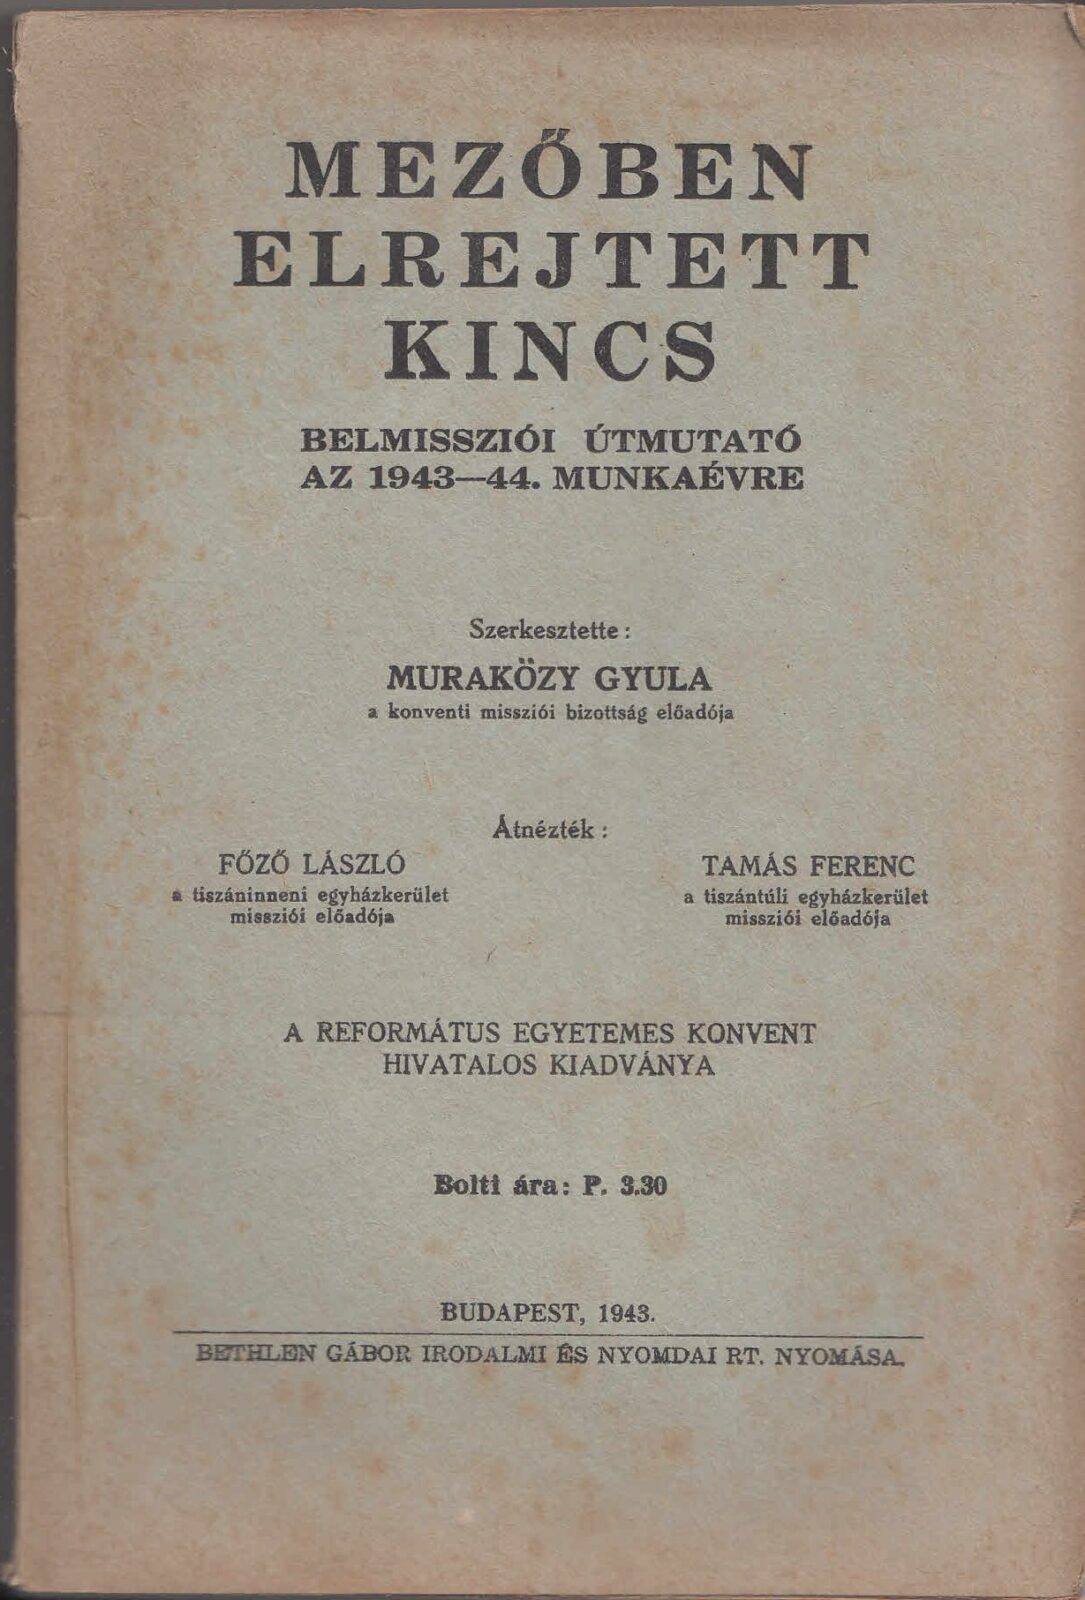 MEZŐBEN
ELREJTETT
KINCS
BELMISSZIÓI ÚTMUTATÓ
AZ 1943—44. MUNKAÉVRE
Szerkesztette:
MURAKÖZY GYULA
a konventi missziói bizottság előadója
Átnézték:
FŐZŐ LÁSZLÓ
a tiszáninneni egyházkerület
missziói előadója
TAMÁS FERENC
a tiszántúli egyházkerület
missziói előadója
A REFORMÁTUS EGYETEMES KONVENT
HIVATALOS KIADVÁNYA
Bolti ára: P. 3.30
BUDAPEST, 1943.
BETHLEN GÁBOR IRODALMI ÉS NYOMDAI RT. NYOMÁSA.